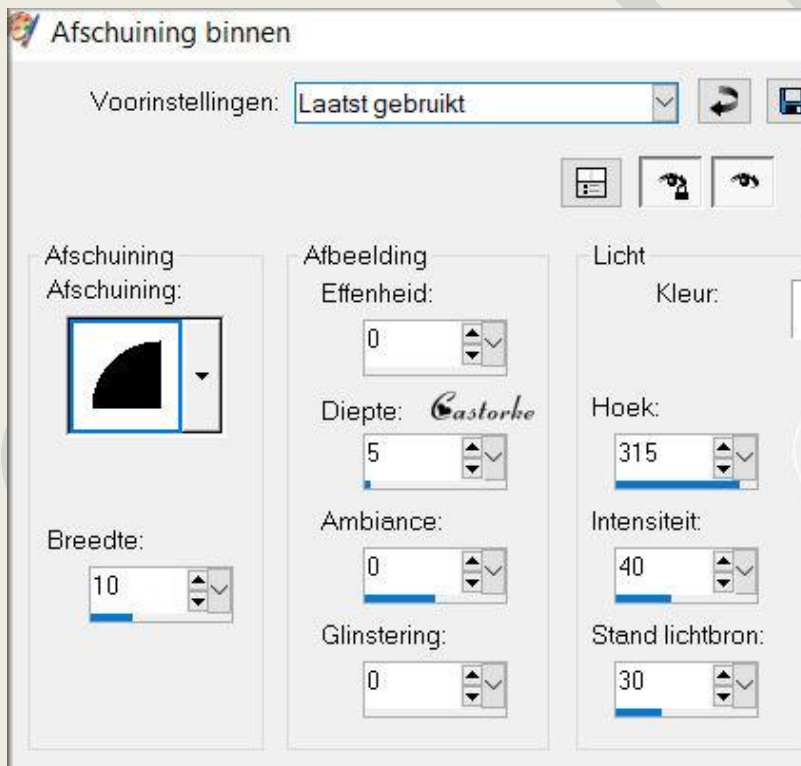 Afschuining binnen
Voorinstellingen: Laatst gebruikt
Afschuining
Afschuining:
Breedte:
10
Afbeelding
Effenheid:
0
Diepte: Castorke
5
Ambiance:
0
Glinstering:
0
Licht
Kleur:
Hoek:
315
Intensiteit:
40
Stand lichtbron:
30